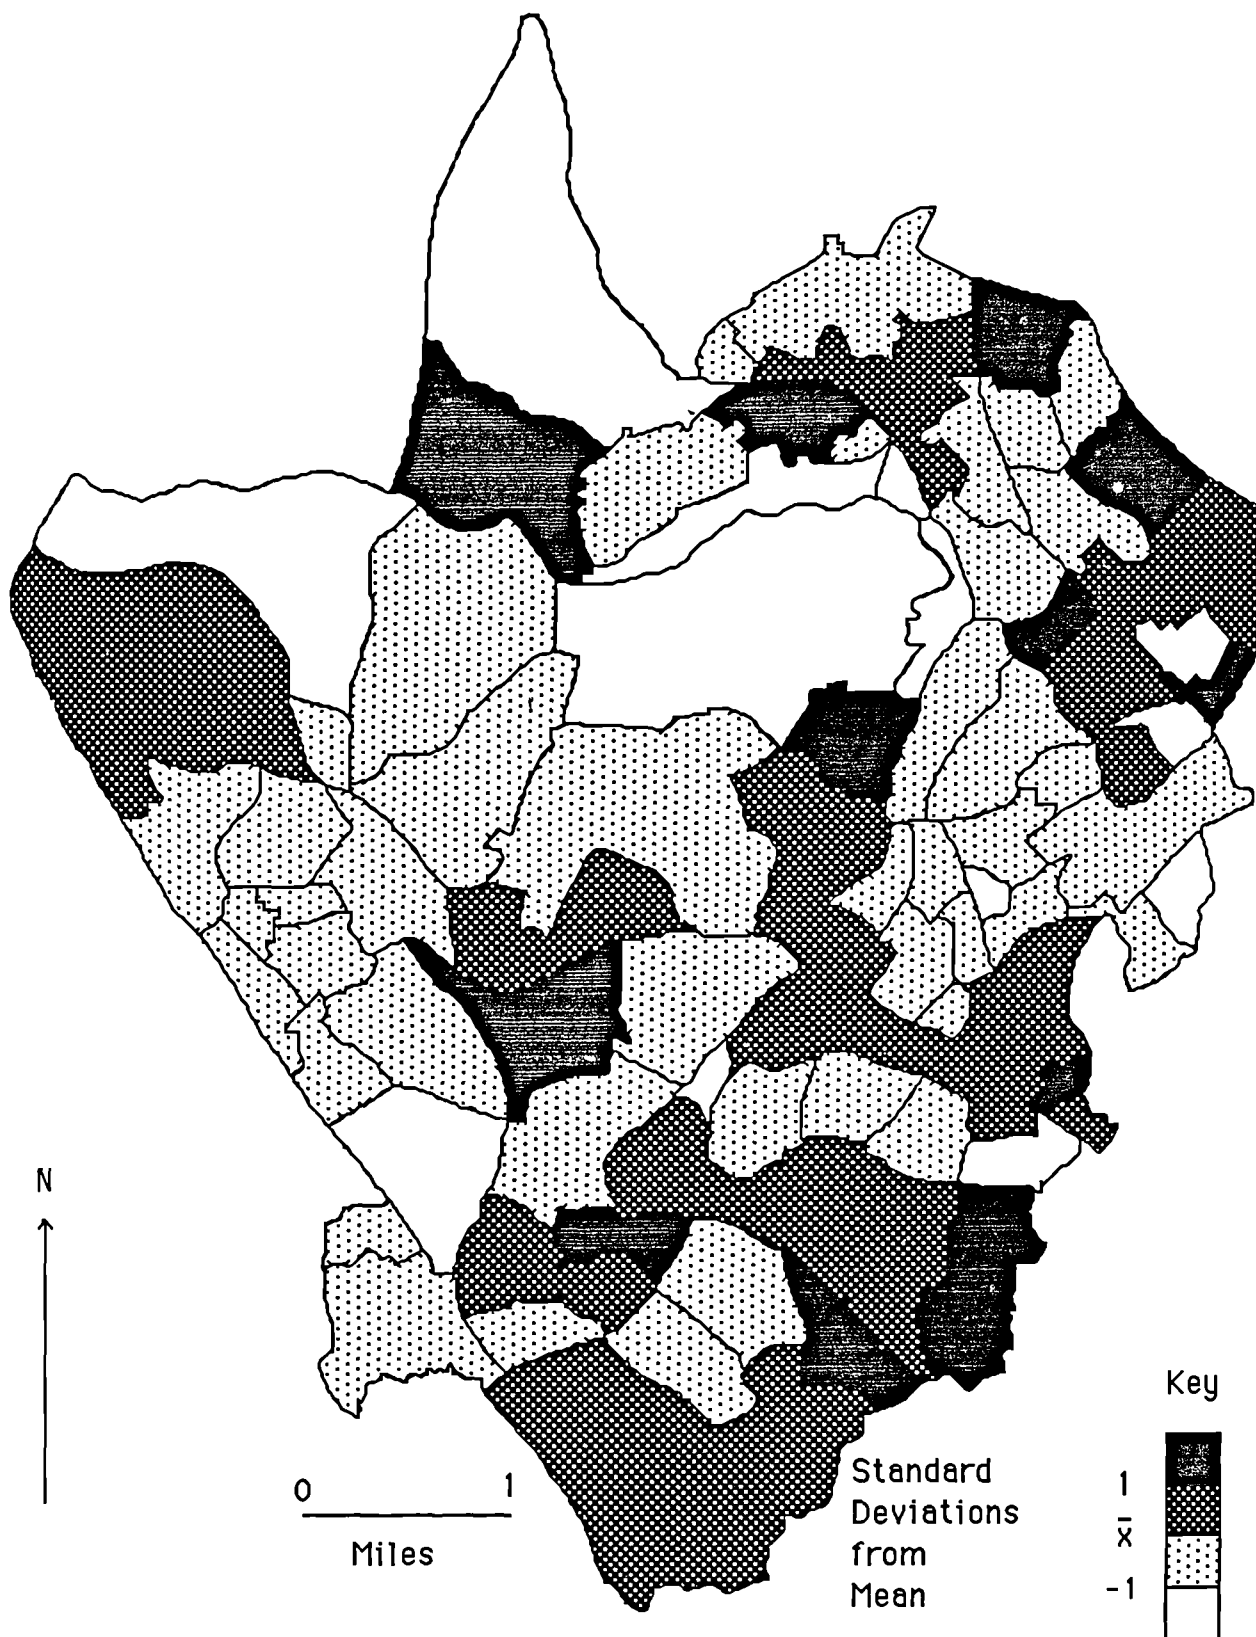 N
0 1
Miles
Key
Standard
Deviations
from
Mean
1
x̄
-1